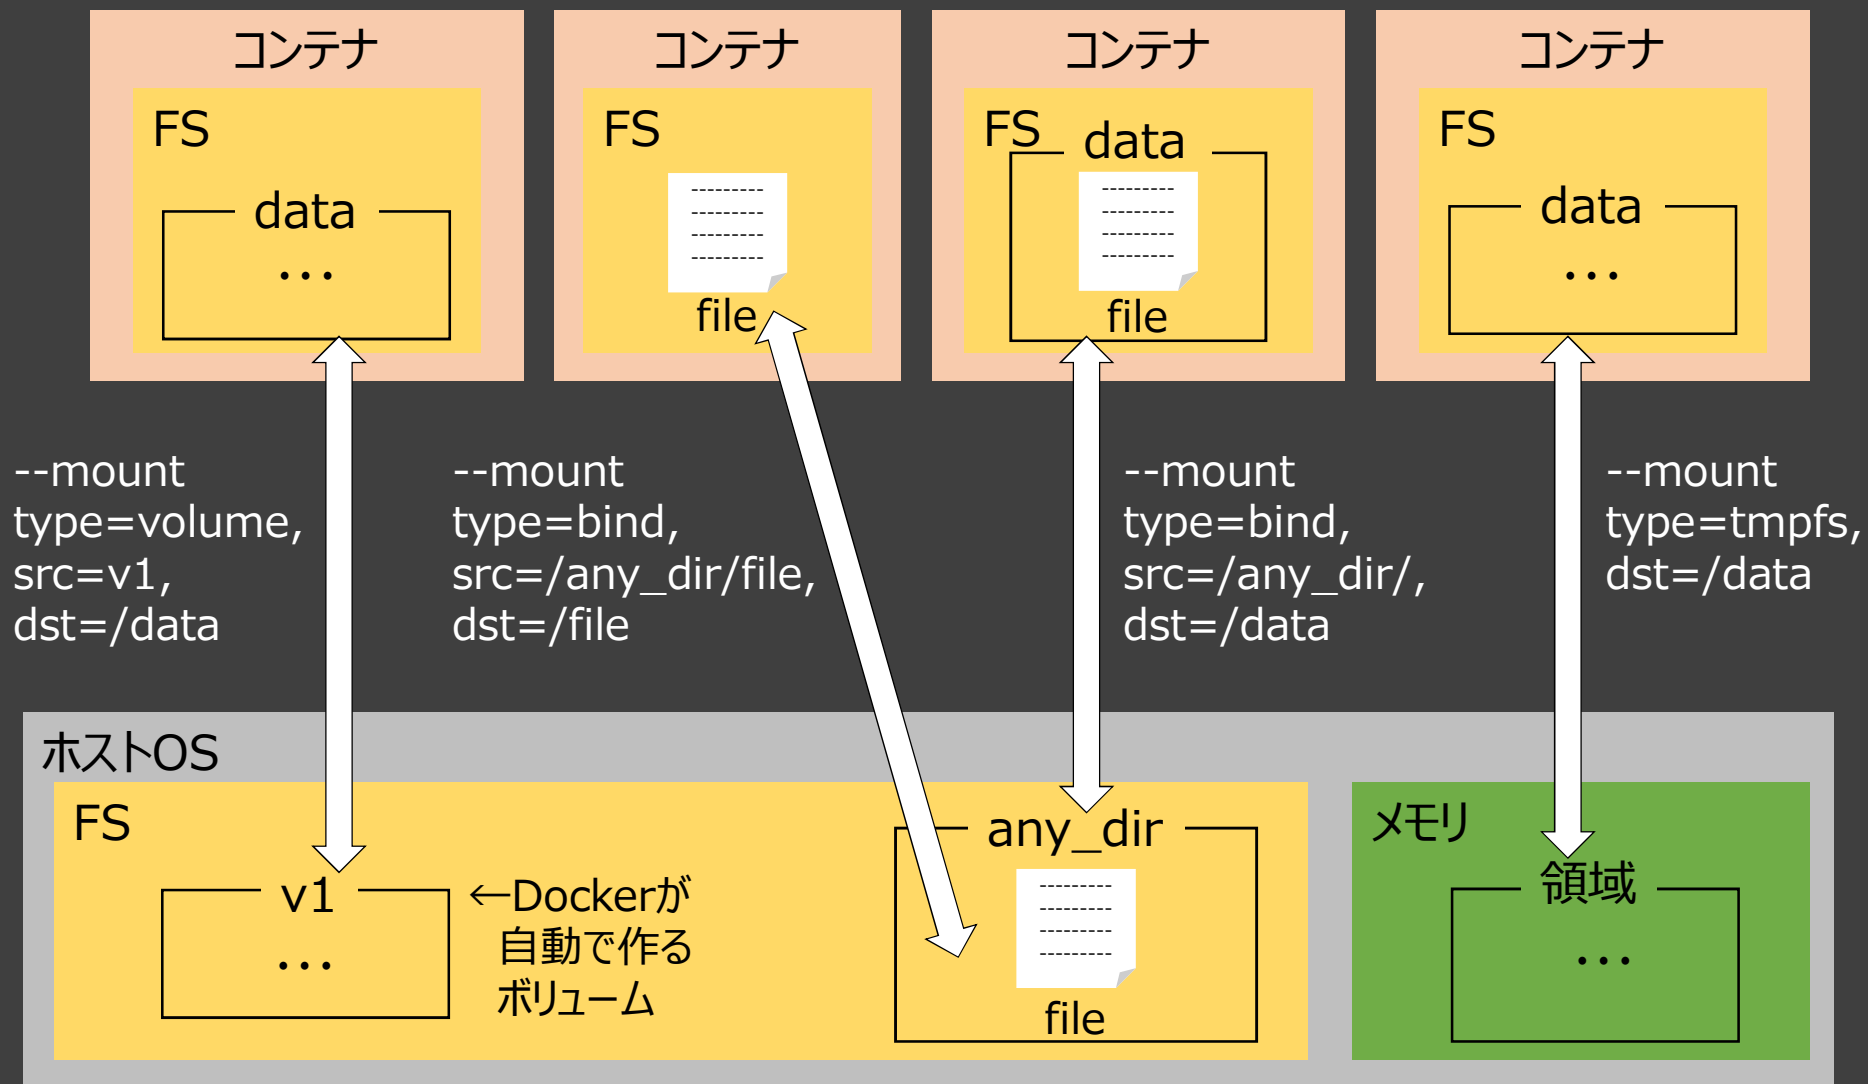 コンテナ
FS
data
…
コンテナ
FS
file
コンテナ
FS
data
file
コンテナ
FS
data
…
--mount
type=volume,
src=v1,
dst=/data
--mount
type=bind,
src=/any_dir/file,
dst=/file
--mount
type=bind,
src=/any_dir/,
dst=/data
--mount
type=tmpfs,
dst=/data
ホストOS
FS
v1
…
←Dockerが
自動で作る
ボリューム
any_dir
file
メモリ
領域
…